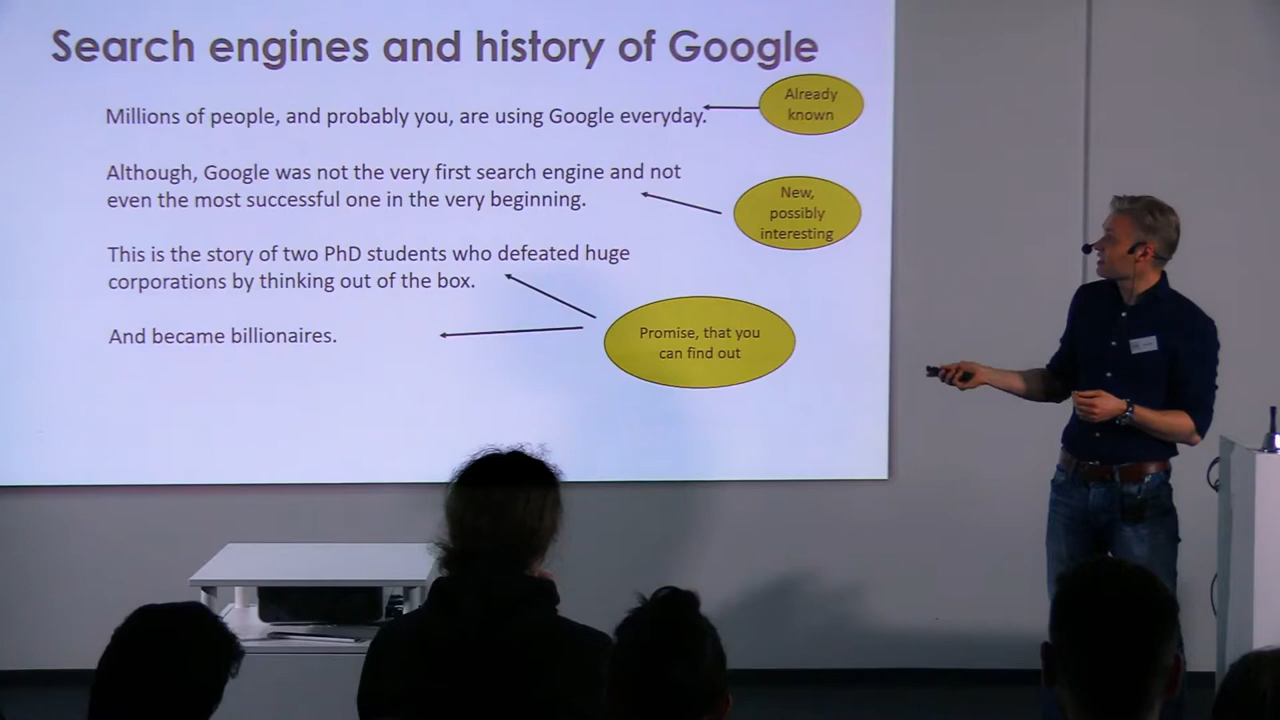 Search engines and history of Google
Millions of people, and probably you, are using Google everyday.
Already
known
Although, Google was not the very first search engine and not
even the most successful one in the very beginning.
New,
possibly
interesting
This is the story of two PhD students who defeated huge
corporations by thinking out of the box.
And became billionaires.
Promise, that you
can find out